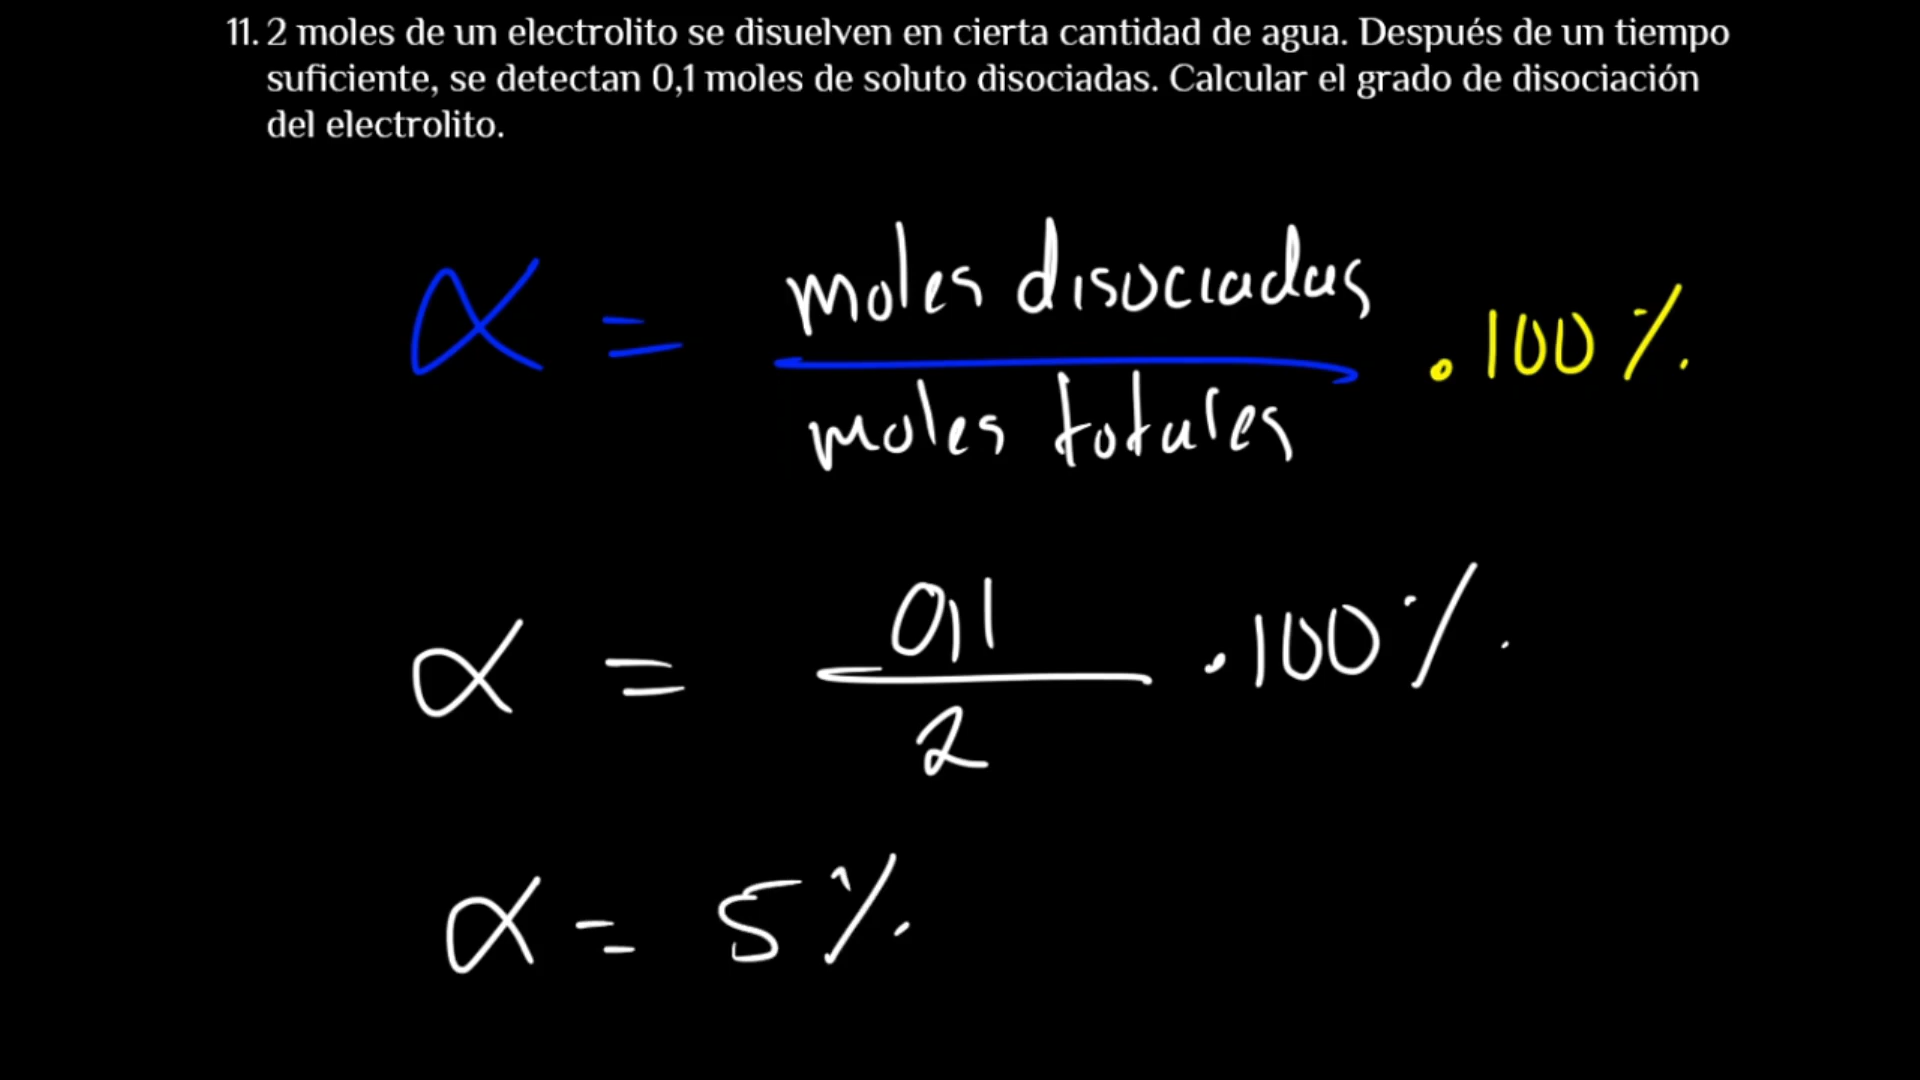 11. 2 moles de un electrolito se disuelven en cierta cantidad de agua. Después de un tiempo
suficiente, se detectan 0,1 moles de soluto disociadas. Calcular el grado de disociación
del electrolito.
α = moles disociadas / moles totales . 100 %
α = 0,1 / 2 . 100 %
α = 5 %